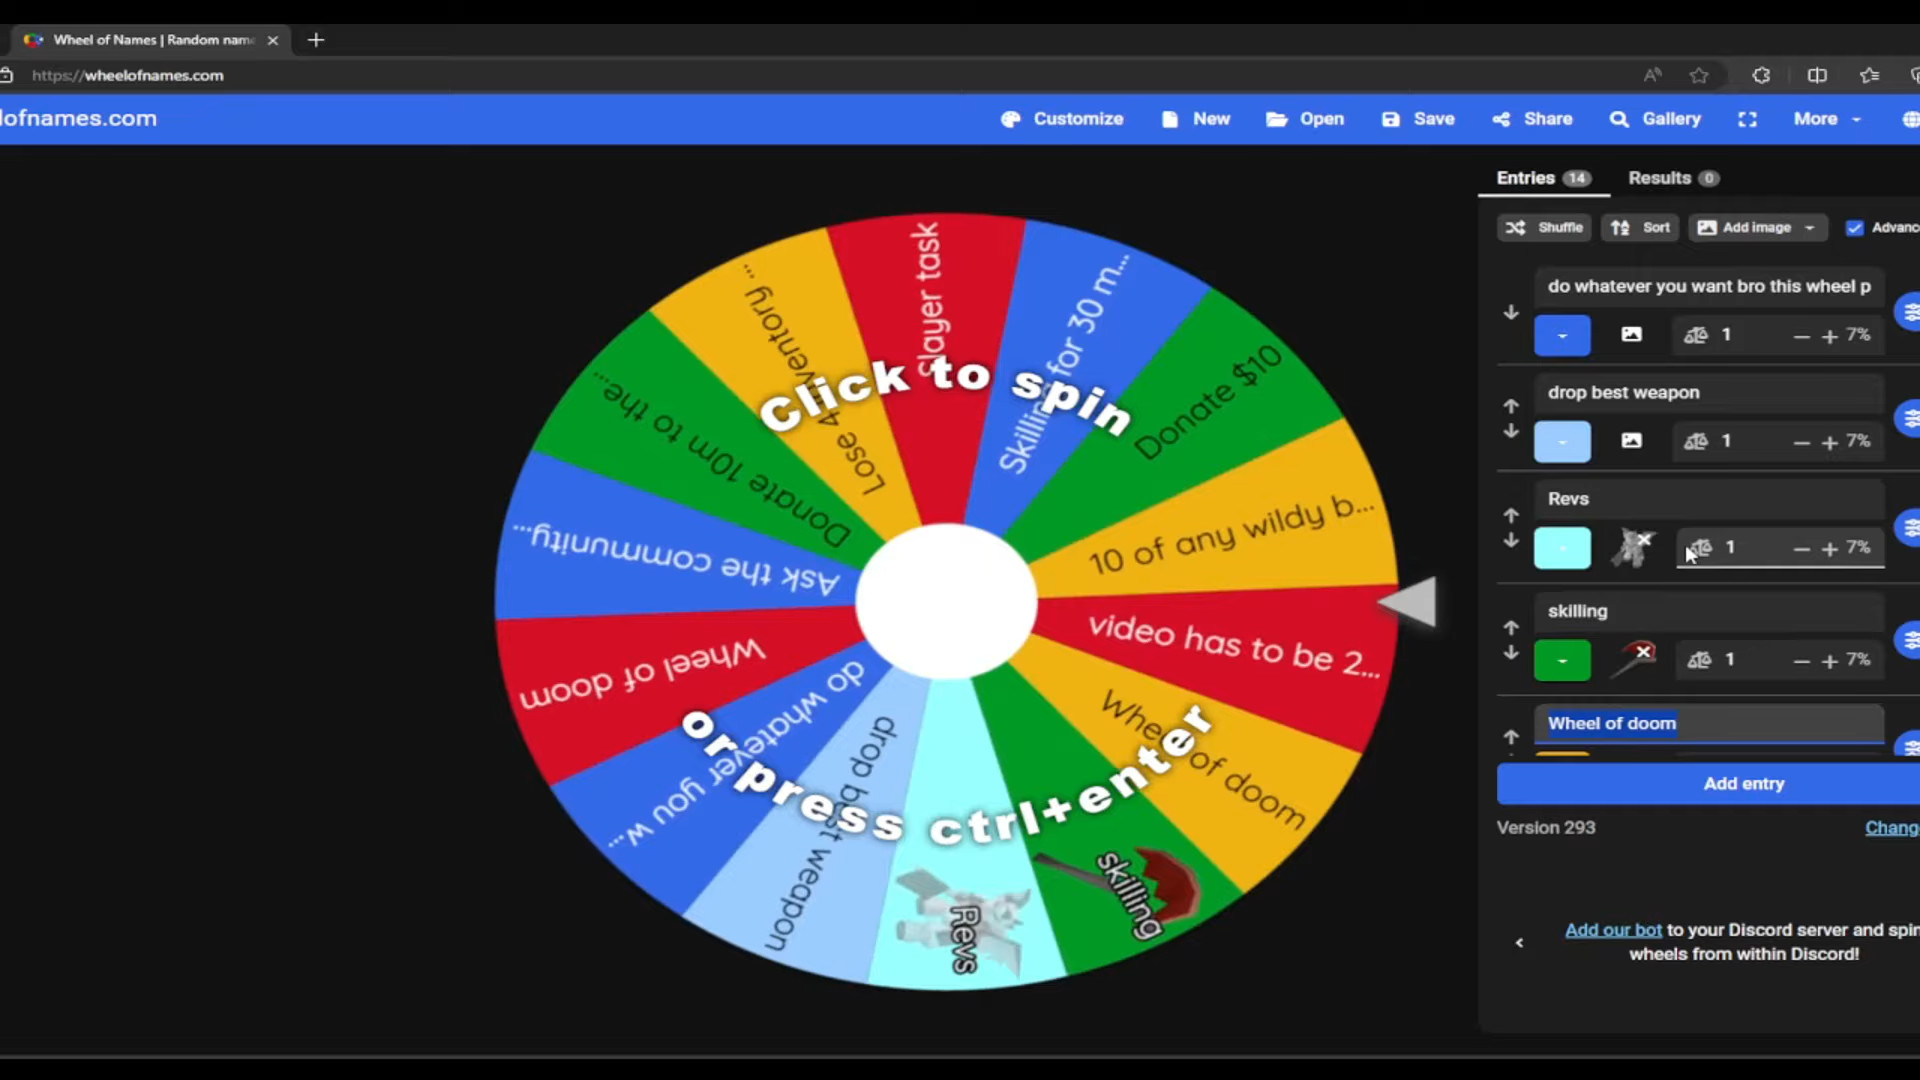 Wheel of Names | Random nam
https://wheelofnames.com
lofnames.com
Customize
New
Open
Save
Share
Gallery
More
Entries 14
Results 0
Shuffle
Sort
Add image
Advanc
do whatever you want bro this wheel p
1
7%
drop best weapon
1
7%
Revs
1
7%
skilling
1
7%
Wheel of doom
Add entry
Version 293
Chang
Add our bot to your Discord server and spin
wheels from within Discord!
Click to spin
or press ctrl+enter
slayer task
Skilling for 30 m...
Donate $10
10 of any wildy b...
video has to be 2...
Wheel of doom
skilling
Revs
drop best weapon
do whatever you w...
Wheel of doom
Ask the community...
Donate 10m to the...
Lose 4 inventory...